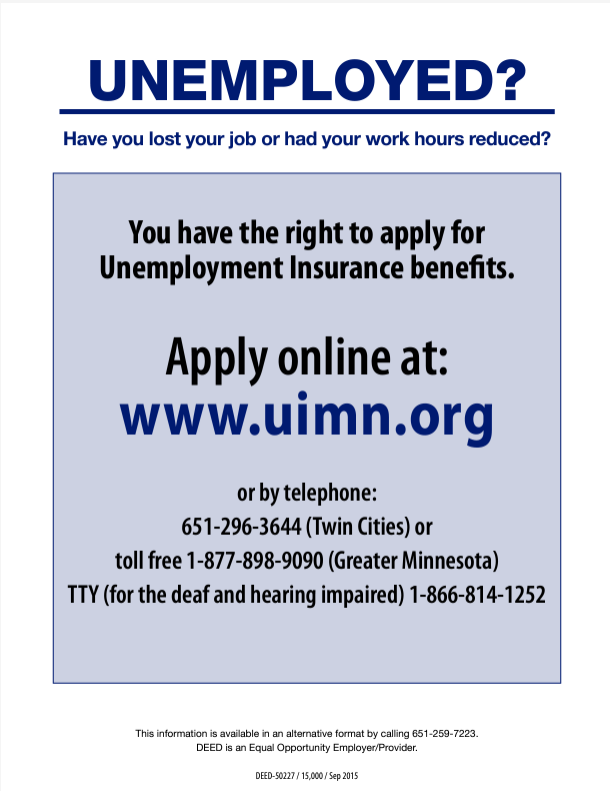 UNEMPLOYED?
Have you lost your job or had your work hours reduced?
You have the right to apply for
Unemployment Insurance benefits.
Apply online at:
www.uimn.org
or by telephone:
651-296-3644 (Twin Cities) or
toll free 1-877-898-9090 (Greater Minnesota)
TTY (for the deaf and hearing impaired) 1-866-814-1252
This information is available in an alternative format by calling 651-259-7223.
DEED is an Equal Opportunity Employer/Provider.
DEED-50227 / 15,000 / Sep 2015